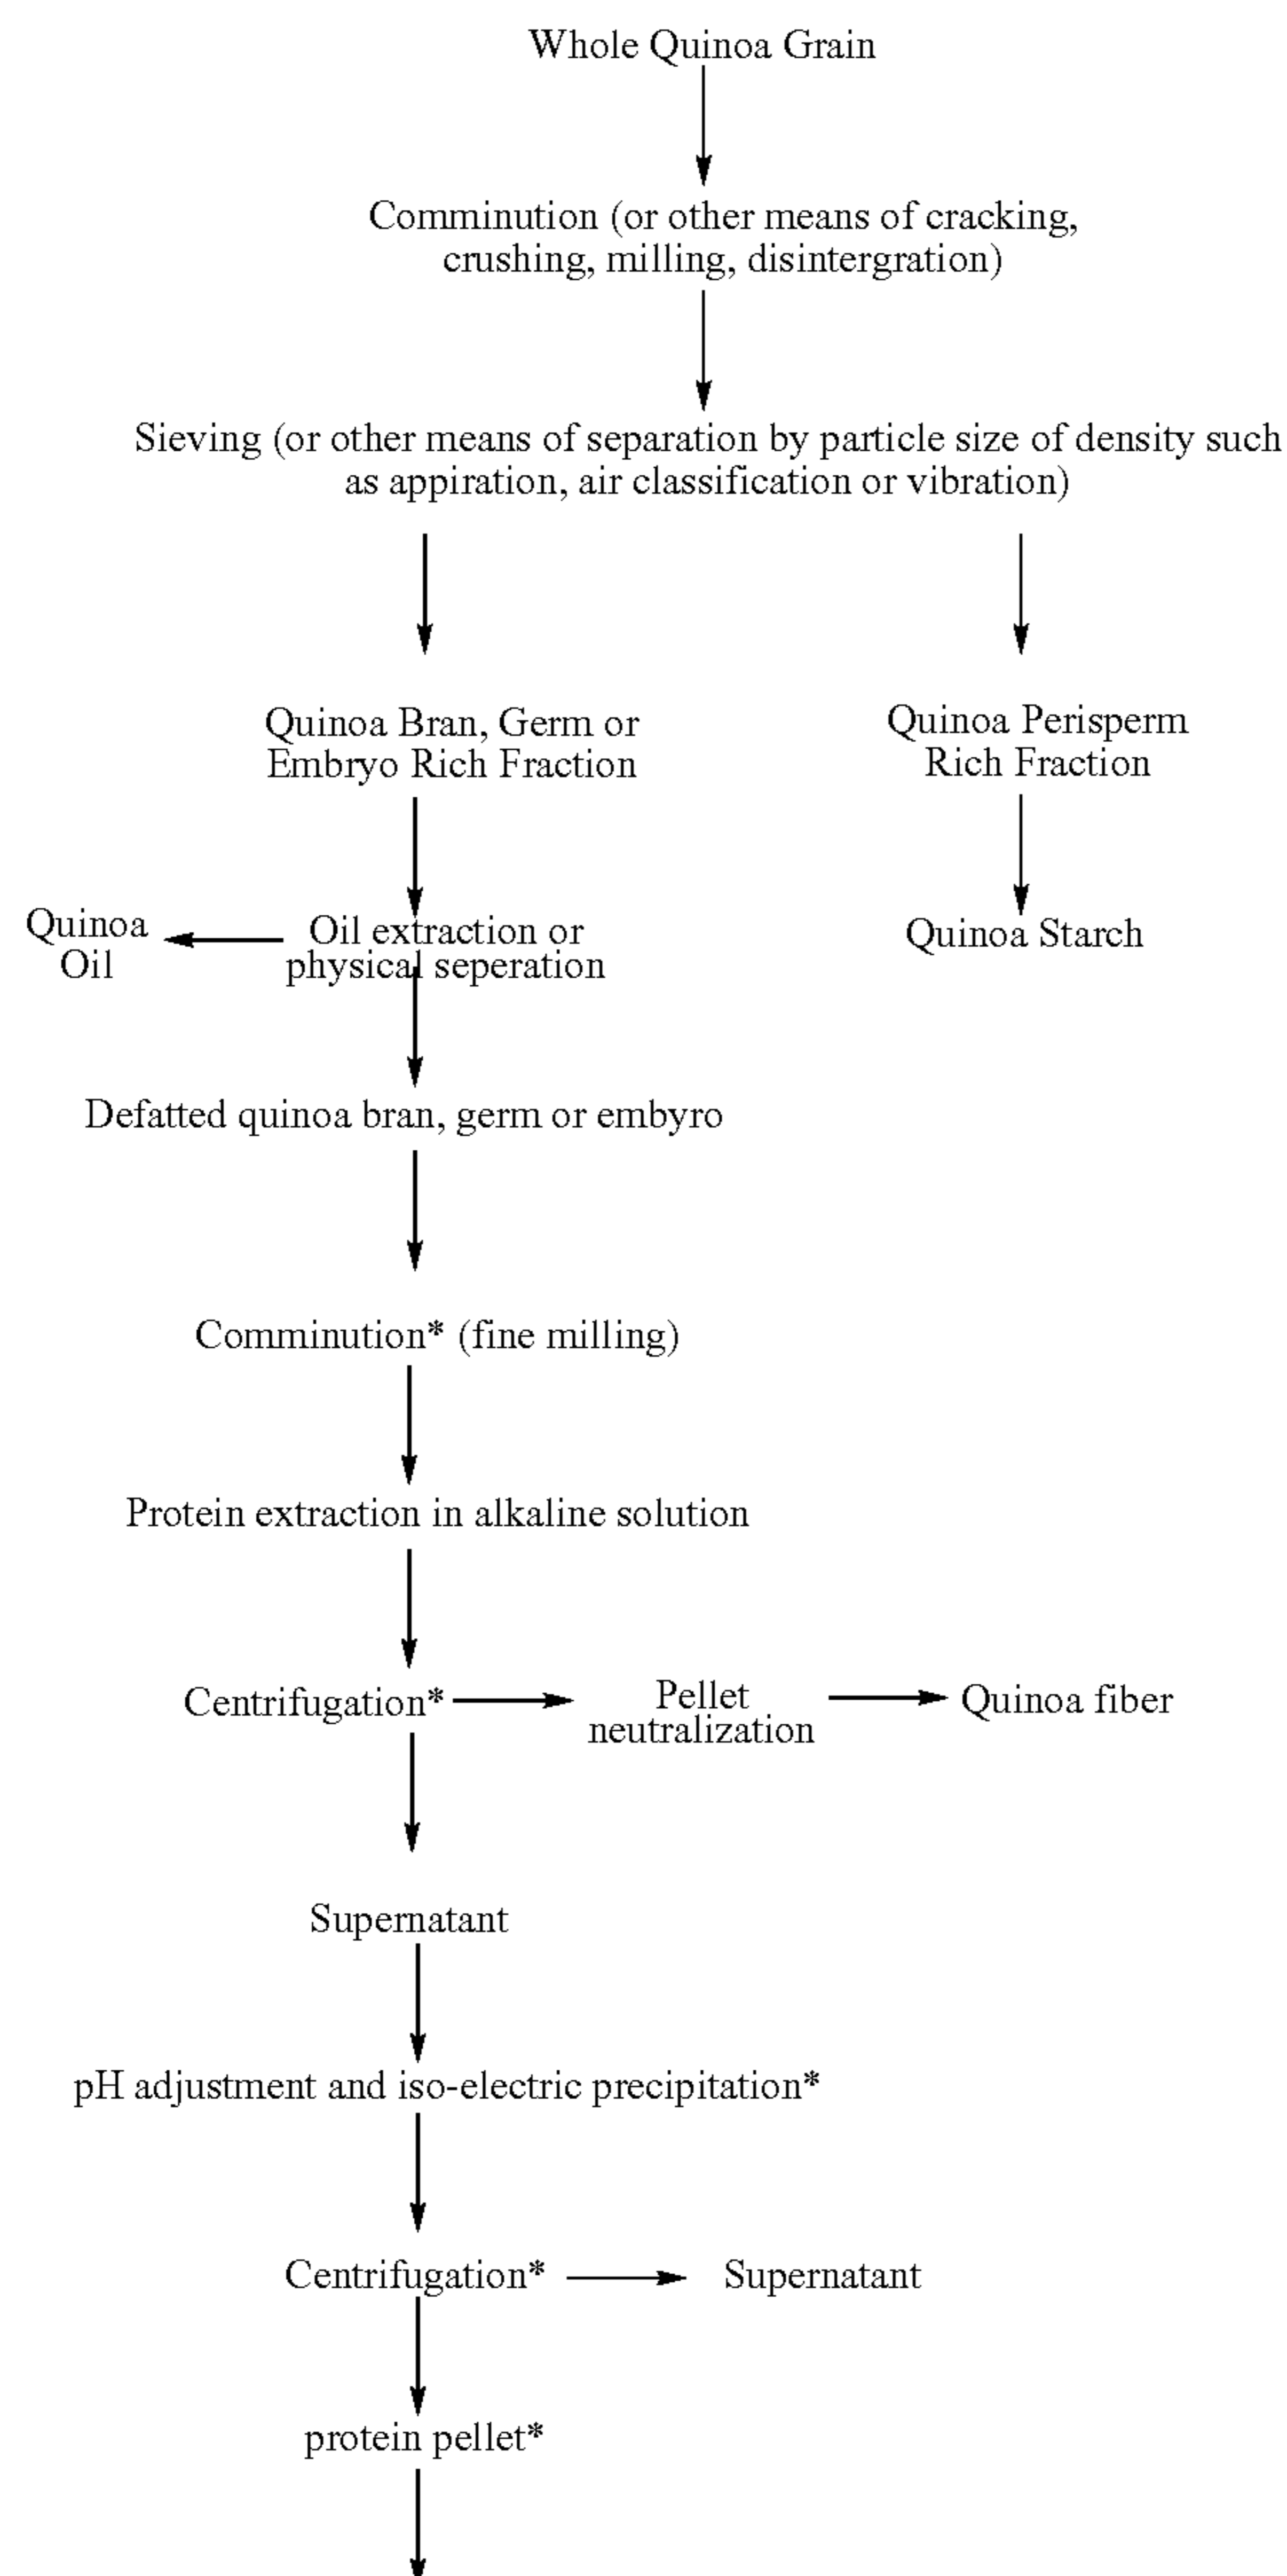 Whole Quinoa Grain
Comminution (or other means of cracking,
crushing, milling, disintergration)
Sieving (or other means of separation by particle size of density such
as appiration, air classification or vibration)
Quinoa Bran, Germ or
Embryo Rich Fraction
Quinoa Perisperm
Rich Fraction
Quinoa
Oil
Oil extraction or
physical seperation
Quinoa Starch
Defatted quinoa bran, germ or embyro
Comminution* (fine milling)
Protein extraction in alkaline solution
Centrifugation*
Pellet
neutralization
Quinoa fiber
Supernatant
pH adjustment and iso-electric precipitation*
Centrifugation*
Supernatant
protein pellet*